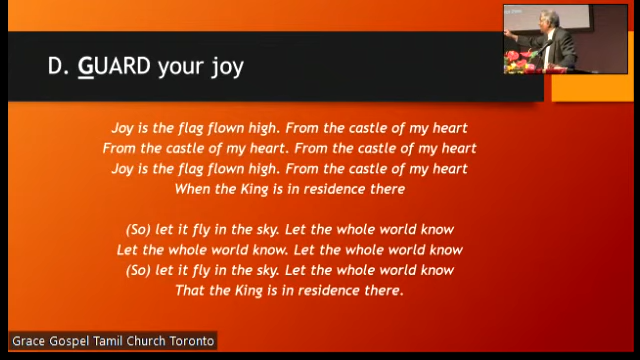 D. GUARD your joy
Joy is the flag flown high. From the castle of my heart
From the castle of my heart. From the castle of my heart
Joy is the flag flown high. From the castle of my heart
When the King is in residence there
(So) let it fly in the sky. Let the whole world know
Let the whole world know. Let the whole world know
(So) let it fly in the sky. Let the whole world know
That the King is in residence there.
Grace Gospel Tamil Church Toronto